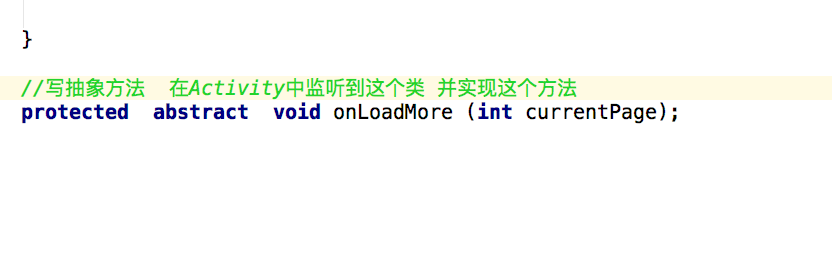 }
//写抽象方法  在Activity中监听到这个类 并实现这个方法
protected  abstract  void onLoadMore (int currentPage);